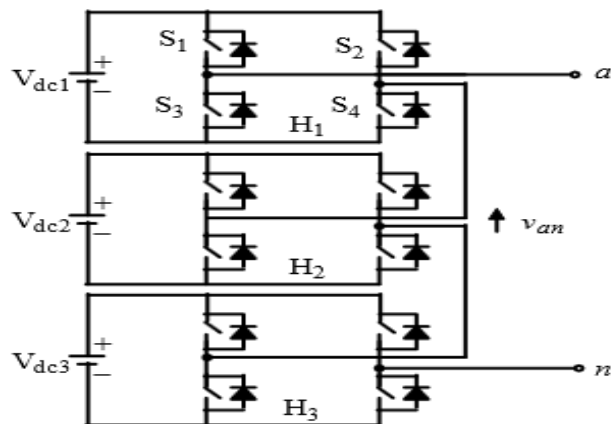 S1 S2
+
Vdc1
−
a
S3 S4
H1
+
Vdc2
−
van
H2
+
Vdc3
−
n
H3